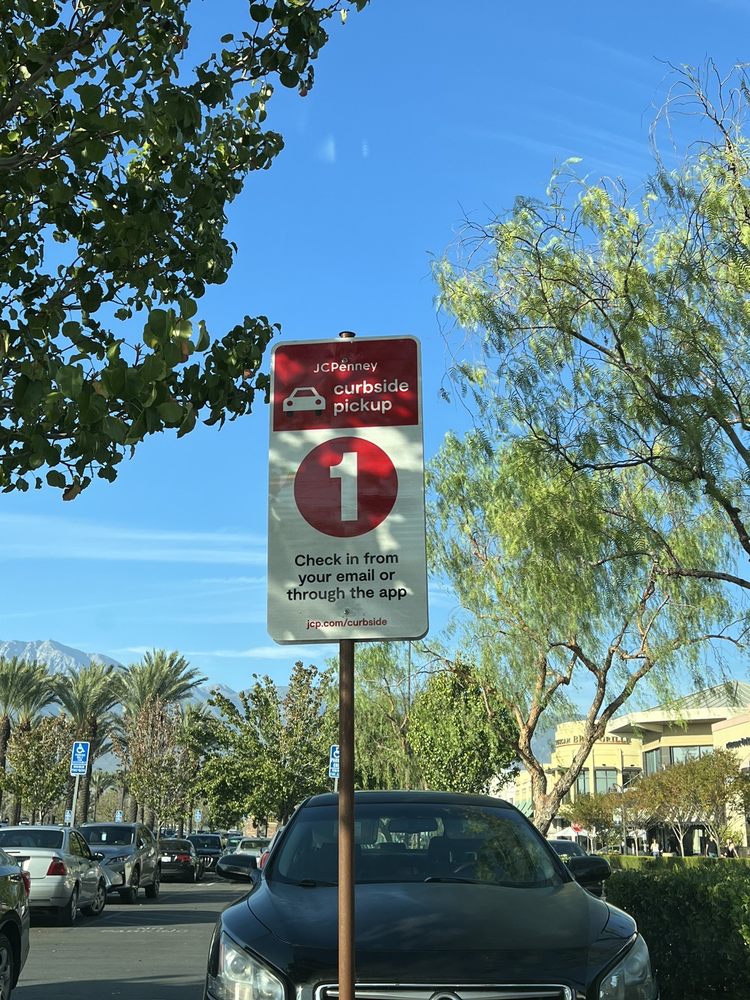 JCPenney
curbside
pickup
1
Check in from
your email or
through the app
jcp.com/curbside